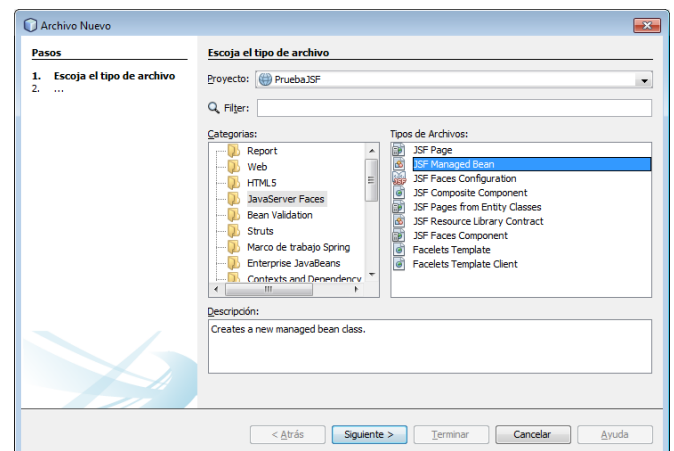 Archivo Nuevo
Pasos
1. Escoja el tipo de archivo
2. ...
Escoja el tipo de archivo
Proyecto: PruebaJSF
Filter:
Categorías:
Report
Web
HTML5
JavaServer Faces
Bean Validation
Struts
Marco de trabajo Spring
Enterprise JavaBeans
Contexts and Dependency
Tipos de Archivos:
JSF Page
JSF Managed Bean
JSF Faces Configuration
JSF Composite Component
JSF Pages from Entity Classes
JSF Resource Library Contract
JSF Faces Component
Facelets Template
Facelets Template Client
Descripción:
Creates a new managed bean class.
< Atrás
Siguiente >
Terminar
Cancelar
Ayuda